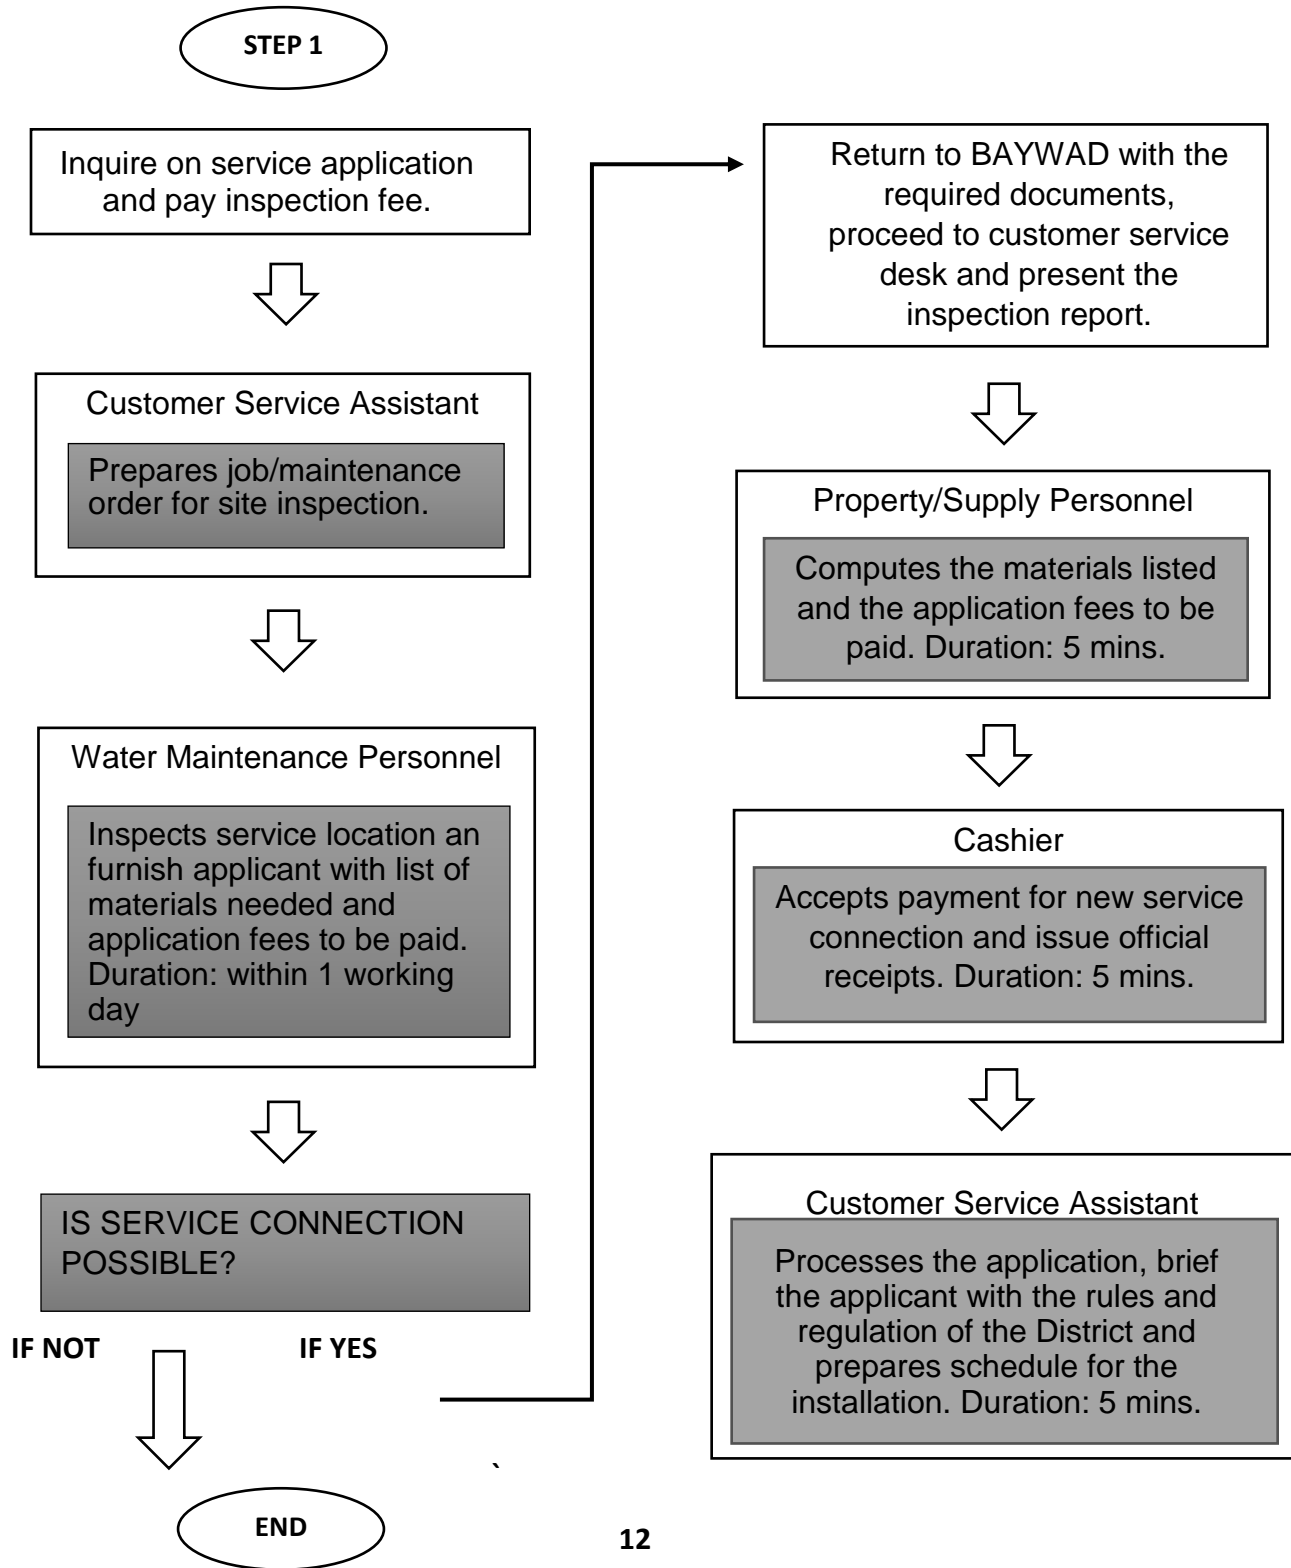 STEP 1
Inquire on service application
and pay inspection fee.
Customer Service Assistant
Prepares job/maintenance
order for site inspection.
Water Maintenance Personnel
Inspects service location an
furnish applicant with list of
materials needed and
application fees to be paid.
Duration: within 1 working
day
IS SERVICE CONNECTION
POSSIBLE?
IF NOT
IF YES
END
Return to BAYWAD with the
required documents,
proceed to customer service
desk and present the
inspection report.
Property/Supply Personnel
Computes the materials listed
and the application fees to be
paid. Duration: 5 mins.
Cashier
Accepts payment for new service
connection and issue official
receipts. Duration: 5 mins.
Customer Service Assistant
Processes the application, brief
the applicant with the rules and
regulation of the District and
prepares schedule for the
installation. Duration: 5 mins.
`
12